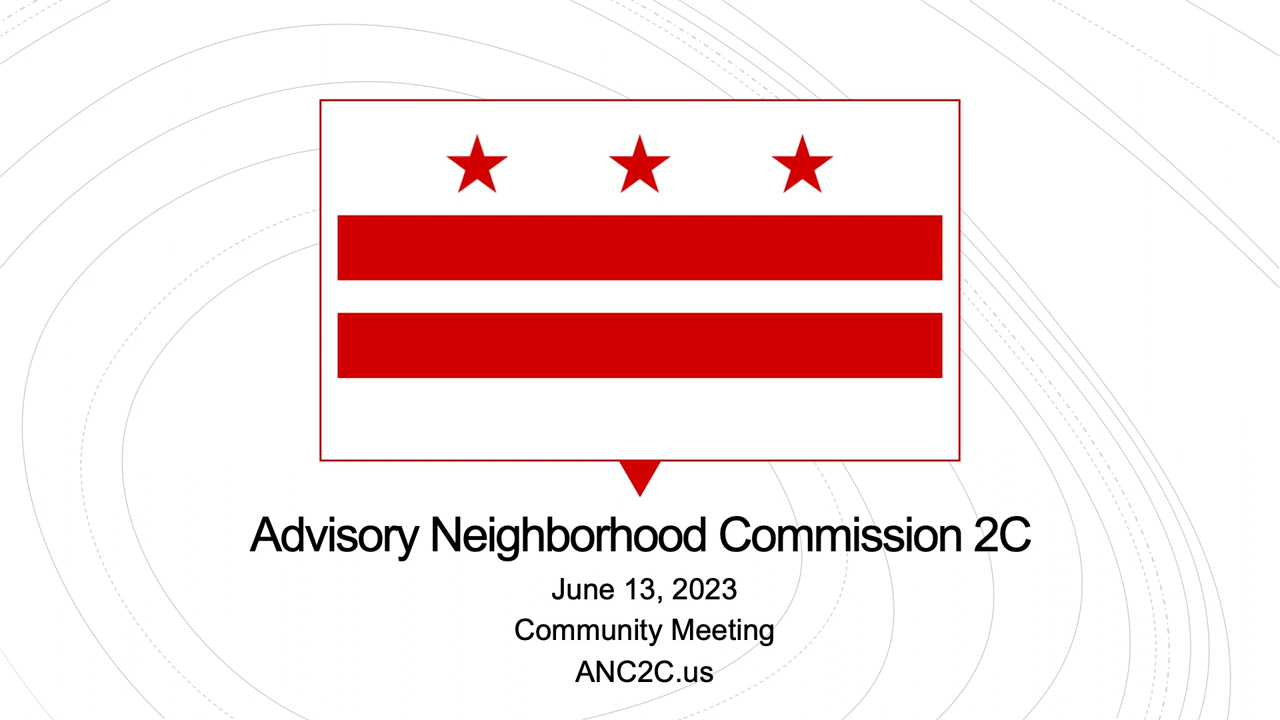 Advisory Neighborhood Commission 2C
June 13, 2023
Community Meeting
ANC2C.us